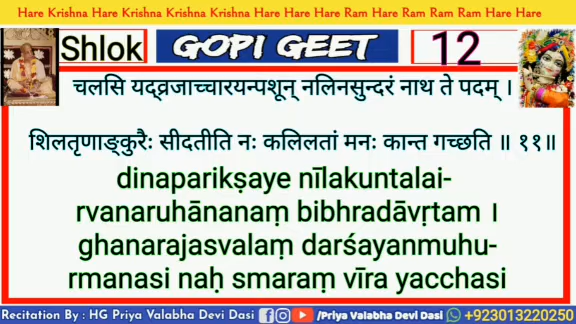 Hare Krishna Hare Krishna Krishna Krishna Hare Hare Hare Ram Hare Ram Ram Ram Hare Hare
Shlok GOPI GEET 12
चलसि यद्व्रजाच्चारयन्पशून् नलिनसुन्दरं नाथ ते पदम् ।
शिलतृणाङ्कुरैः सीदतीति नः कलिलतां मनः कान्त गच्छति ॥ ११॥
dinaparikṣaye nīlakuntalai-
rvanaruhānanaṃ bibhradāvṛtam ।
ghanarajasvalaṃ darśayanmuhu-
rmanasi naḥ smaraṃ vīra yacchasi
Recitation By : HG Priya Valabha Devi Dasi /Priya Valabha Devi Dasi +923013220250